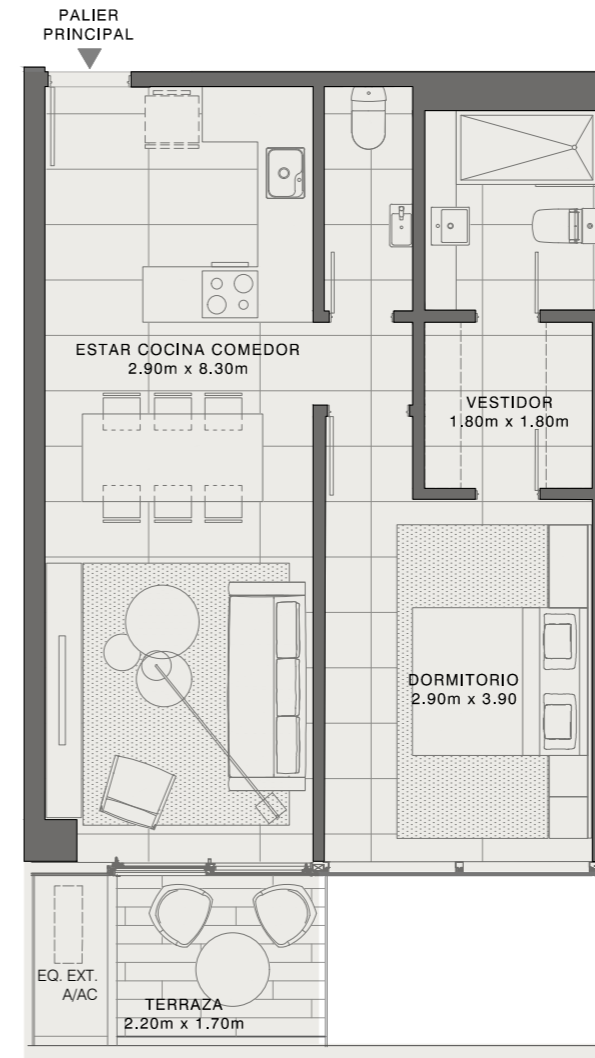 PALIER
PRINCIPAL
ESTAR COCINA COMEDOR
2.90m x 8.30m
VESTIDOR
1.80m x 1.80m
DORMITORIO
2.90m x 3.90
EQ. EXT.
A/AC
TERRAZA
2.20m x 1.70m